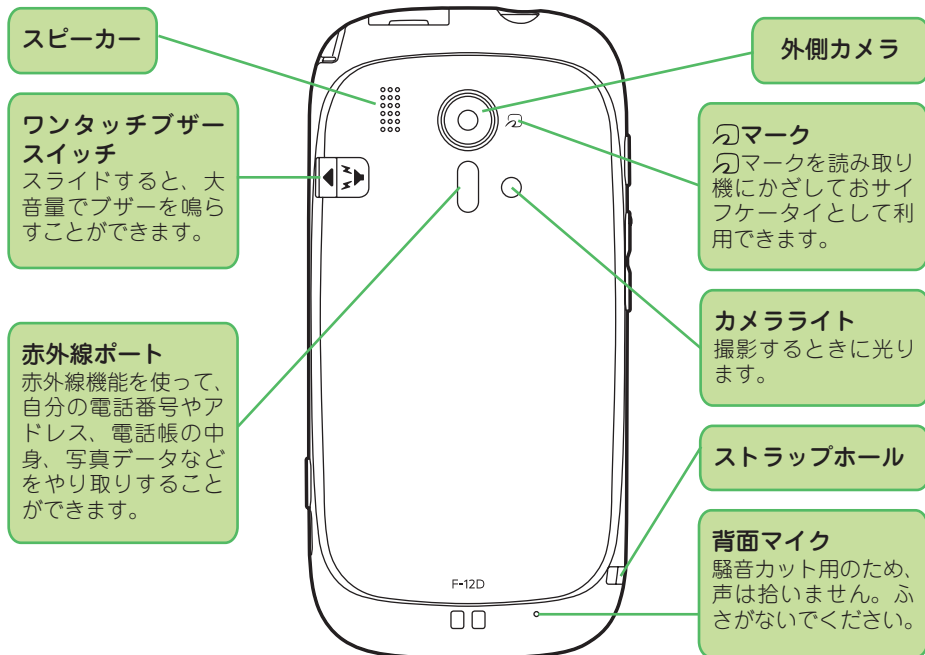 スピーカー
ワンタッチブザー
スイッチ
スライドすると、大
音量でブザーを鳴ら
すことができます。
赤外線ポート
赤外線機能を使って、
自分の電話番号やア
ドレス、電話帳の中
身、写真データなど
をやり取りすること
ができます。
外側カメラ
マーク
マークを読み取り
機にかざしておサイ
フケータイとして利
用できます。
カメラライト
撮影するときに光り
ます。
ストラップホール
背面マイク
騒音カット用のため、
声は拾いません。ふ
さがないでください。
F-12D